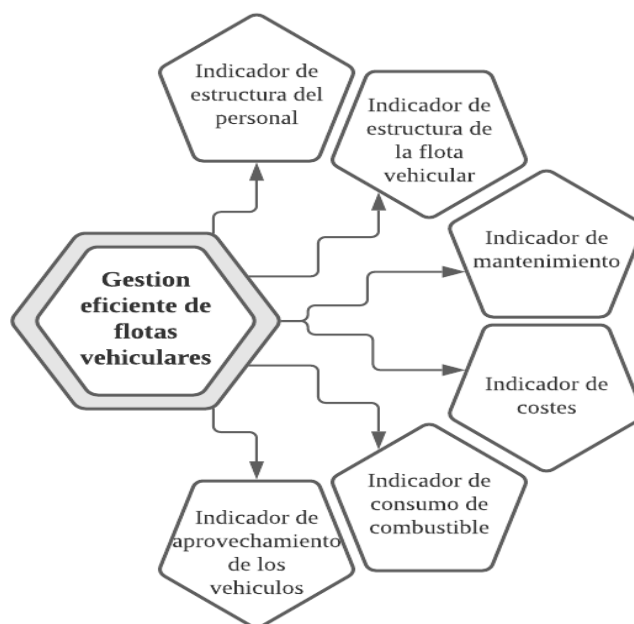 Indicador de
estructura del
personal
Indicador de
estructura de
la flota
vehicular
Indicador de
mantenimiento
Gestion
eficiente de
flotas
vehiculares
Indicador de
costes
Indicador de
consumo de
combustible
Indicador de
aprovechamiento
de los
vehiculos